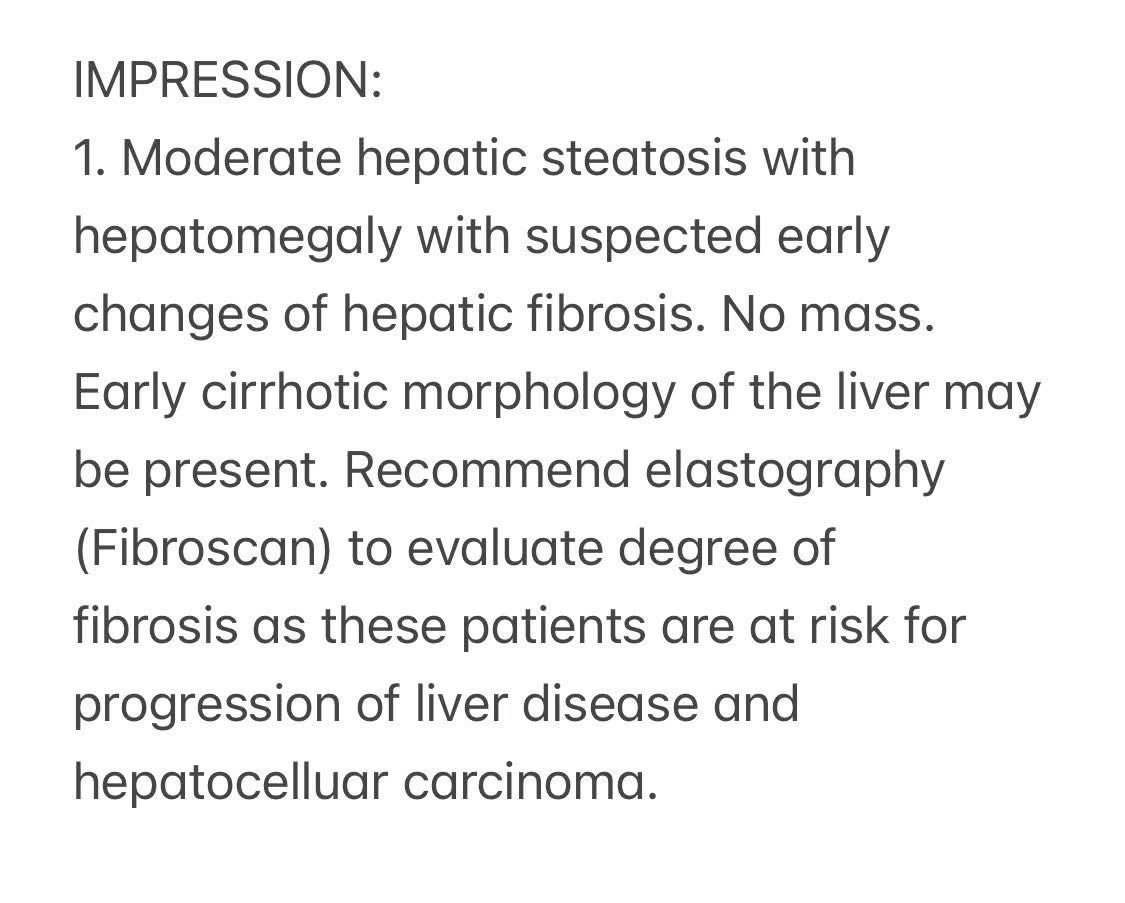 IMPRESSION:
1. Moderate hepatic steatosis with
hepatomegaly with suspected early
changes of hepatic fibrosis. No mass.
Early cirrhotic morphology of the liver may
be present. Recommend elastography
(Fibroscan) to evaluate degree of
fibrosis as these patients are at risk for
progression of liver disease and
hepatocelluar carcinoma.